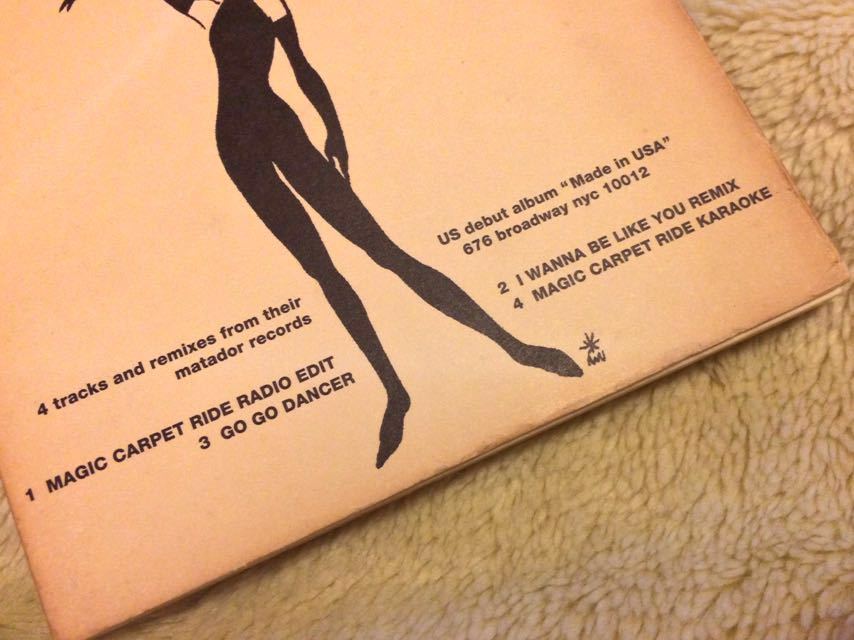 4 tracks and remixes from their
matador records
1 MAGIC CARPET RIDE RADIO EDIT
3 GO GO DANCER
US debut album “Made in USA”
676 broadway nyc 10012
2 I WANNA BE LIKE YOU REMIX
4 MAGIC CARPET RIDE KARAOKE